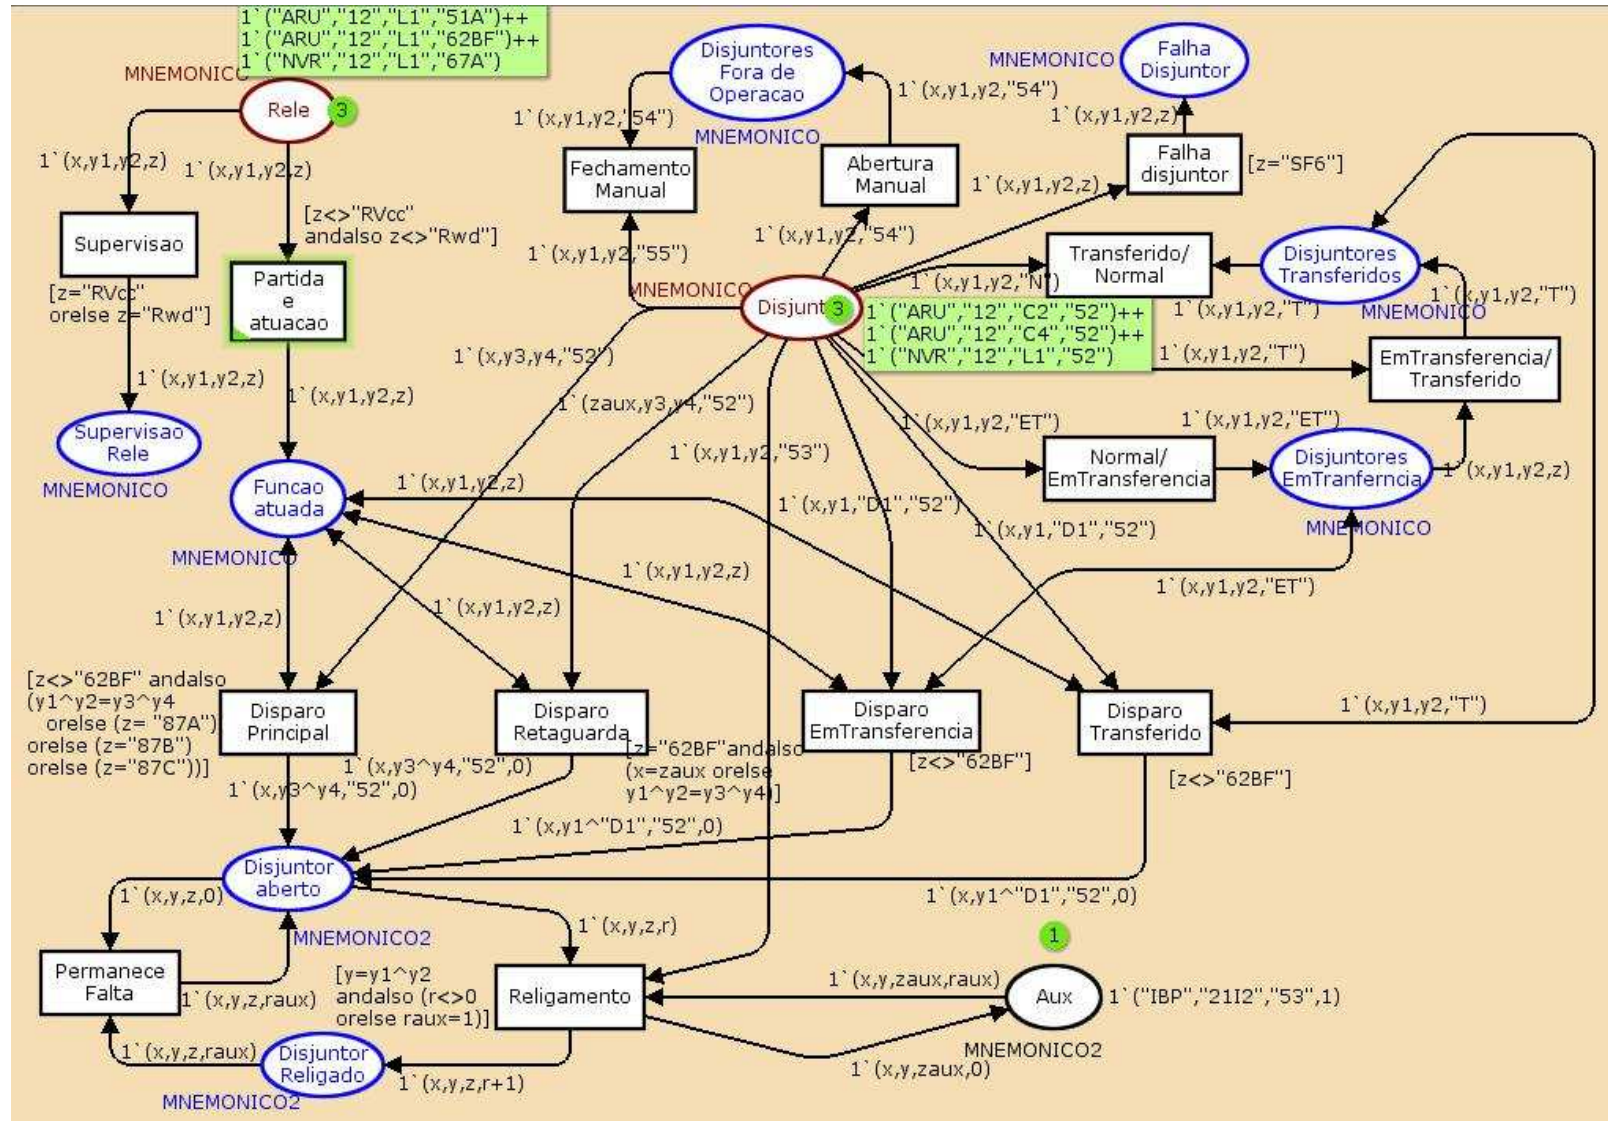 1`("ARU","12","L1","51A")++
1`("ARU","12","L1","62BF")++
1`("NVR","12","L1","67A")
MNEMONICO
Rele
3
1`(x,y1,y2,z)
1`(x,y1,y2,z)
Supervisao
[z<>"RVcc"
andalso z<>"Rwd"]
Partida
e
atuacao
[z="RVcc"
orelse z="Rwd"]
1`(x,y1,y2,z)
1`(x,y1,y2,z)
Supervisao
Rele
MNEMONICO
Funcao
atuada
MNEMONICO
Disjuntores
Fora de
Operacao
MNEMONICO
1`(x,y1,y2,"54")
1`(x,y1,y2,"54")
Fechamento
Manual
Abertura
Manual
1`(x,y1,y2,"55")
1`(x,y1,y2,"54")
MNEMONICO
Falha
Disjuntor
1`(x,y1,y2,z)
Falha
disjuntor
[z="SF6"]
1`(x,y1,y2,z)
MNEMONICO
Disjunt
3
1`("ARU","12","C2","52")++
1`("ARU","12","C4","52")++
1`("NVR","12","L1","52")
Transferido/
Normal
1`(x,y1,y2,"N")
Disjuntores
Transferidos
MNEMONICO
1`(x,y1,y2,"T")
1`(x,y1,y2,"T")
1`(x,y1,y2,"T")
EmTransferencia/
Transferido
1`(x,y3,y4,"52")
1`(zaux,y3,y4,"52")
1`(x,y1,y2,"53")
1`(x,y1,y2,"ET")
1`(x,y1,y2,"ET")
Normal/
EmTransferencia
Disjuntores
EmTranferncia
MNEMONICO
1`(x,y1,y2,z)
1`(x,y1,y2,z)
1`(x,y1,"D1","52")
1`(x,y1,"D1","52")
1`(x,y1,y2,z)
1`(x,y1,y2,"ET")
1`(x,y1,y2,z)
1`(x,y1,y2,z)
[z<>"62BF" andalso
(y1^y2=y3^y4
orelse (z= "87A")
orelse (z="87B")
orelse (z="87C"))]
Disparo
Principal
Disparo
Retaguarda
[z="62BF"andalso
(x=zaux orelse
y1^y2=y3^y4)]
Disparo
EmTransferencia
[z<>"62BF"]
Disparo
Transferido
[z<>"62BF"]
1`(x,y1,y2,"T")
1`(x,y3^y4,"52",0)
1`(x,y3^y4,"52",0)
1`(x,y1^"D1","52",0)
1`(x,y1^"D1","52",0)
Disjuntor
aberto
MNEMONICO2
1`(x,y,z,0)
1`(x,y,z,r)
Permanece
Falta
1`(x,y,z,raux)
[y=y1^y2
andalso (r<>0
orelse raux=1)]
Religamento
1`(x,y,zaux,raux)
1
Aux
1`("IBP","21I2","53",1)
MNEMONICO2
1`(x,y,zaux,0)
1`(x,y,z,raux)
Disjuntor
Religado
1`(x,y,z,r+1)
MNEMONICO2